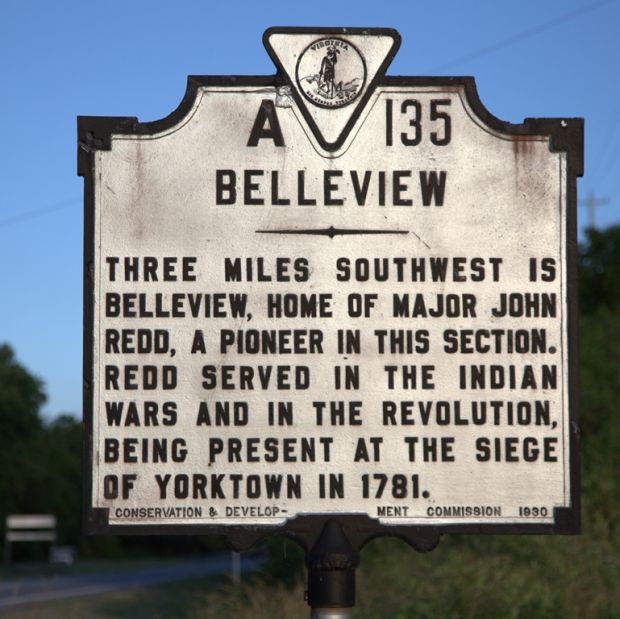 VIRGINIA
A 135
BELLEVIEW
THREE MILES SOUTHWEST IS
BELLEVIEW, HOME OF MAJOR JOHN
REDD, A PIONEER IN THIS SECTION.
REDD SERVED IN THE INDIAN
WARS AND IN THE REVOLUTION,
BEING PRESENT AT THE SIEGE
OF YORKTOWN IN 1781.
CONSERVATION & DEVELOP- MENT COMMISSION 1930